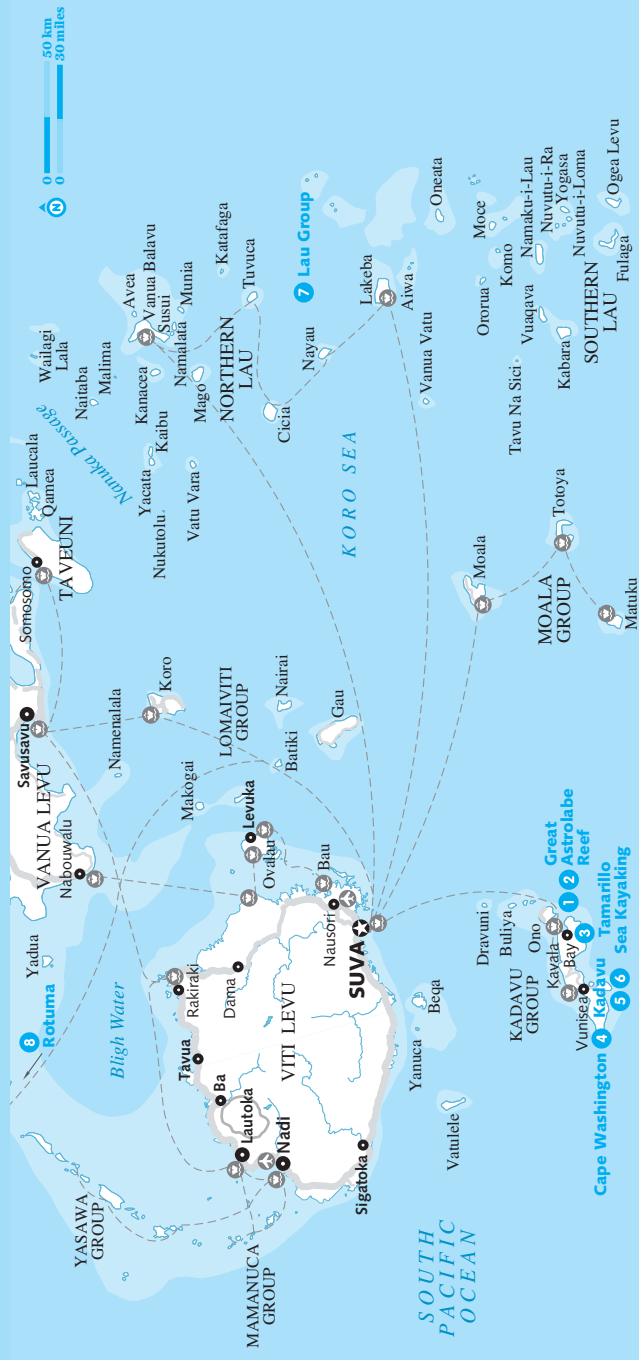 0
50 km
0
30 miles
N
8
Rotuma
Yadua
VANUA LEVU
Nabouwalu
Savusavu
Somosomo
TAVEUNI
Laucala
Qamea
Nanuka Passage
Wailagi
Lala
Naitaba
Malima
Avea
Vanua Balavu
Susui
Munia
Namalata
Kanacea
Kaibu
Yacata
Nukutolu
Vatu Vara
Mago
NORTHERN
LAU
Katafaga
Tuvuca
Cicia
7 Lau Group
Nayau
Lakeba
Aiwa
Oneata
Vanua Vatu
Moce
Komo
Ororua
Namaku-i-Lau
Nuvutu-i-Ra
Yogasa
Nuvutu-i-Loma
Vuaqava
Tavu Na Sici
Kabara
SOUTHERN
LAU
Fulaga
Ogea Levu
KORO SEA
Namenalala
Koro
LOMAIVITI
GROUP
Makogai
Nairai
Batiki
Gau
Levuka
Ovalau
Bau
Nausori
SUVA
Bligh Water
Rakiraki
Dama
Tavua
Ba
VITI LEVU
Lautoka
Nadi
Sigatoka
YASAWA
GROUP
MAMANUCA
GROUP
SOUTH
PACIFIC
OCEAN
Vatulele
Yanuca
Beqa
Moala
MOALA
GROUP
Totoya
Matuku
Dravuni
Buliya
Ono
KADAVU
GROUP
Kavala
Bay
Vunisea
1 2 Great
Astrolabe
Reef
3
Cape Washington 4 Kadavu
5 6
Tamarillo
Sea Kayaking